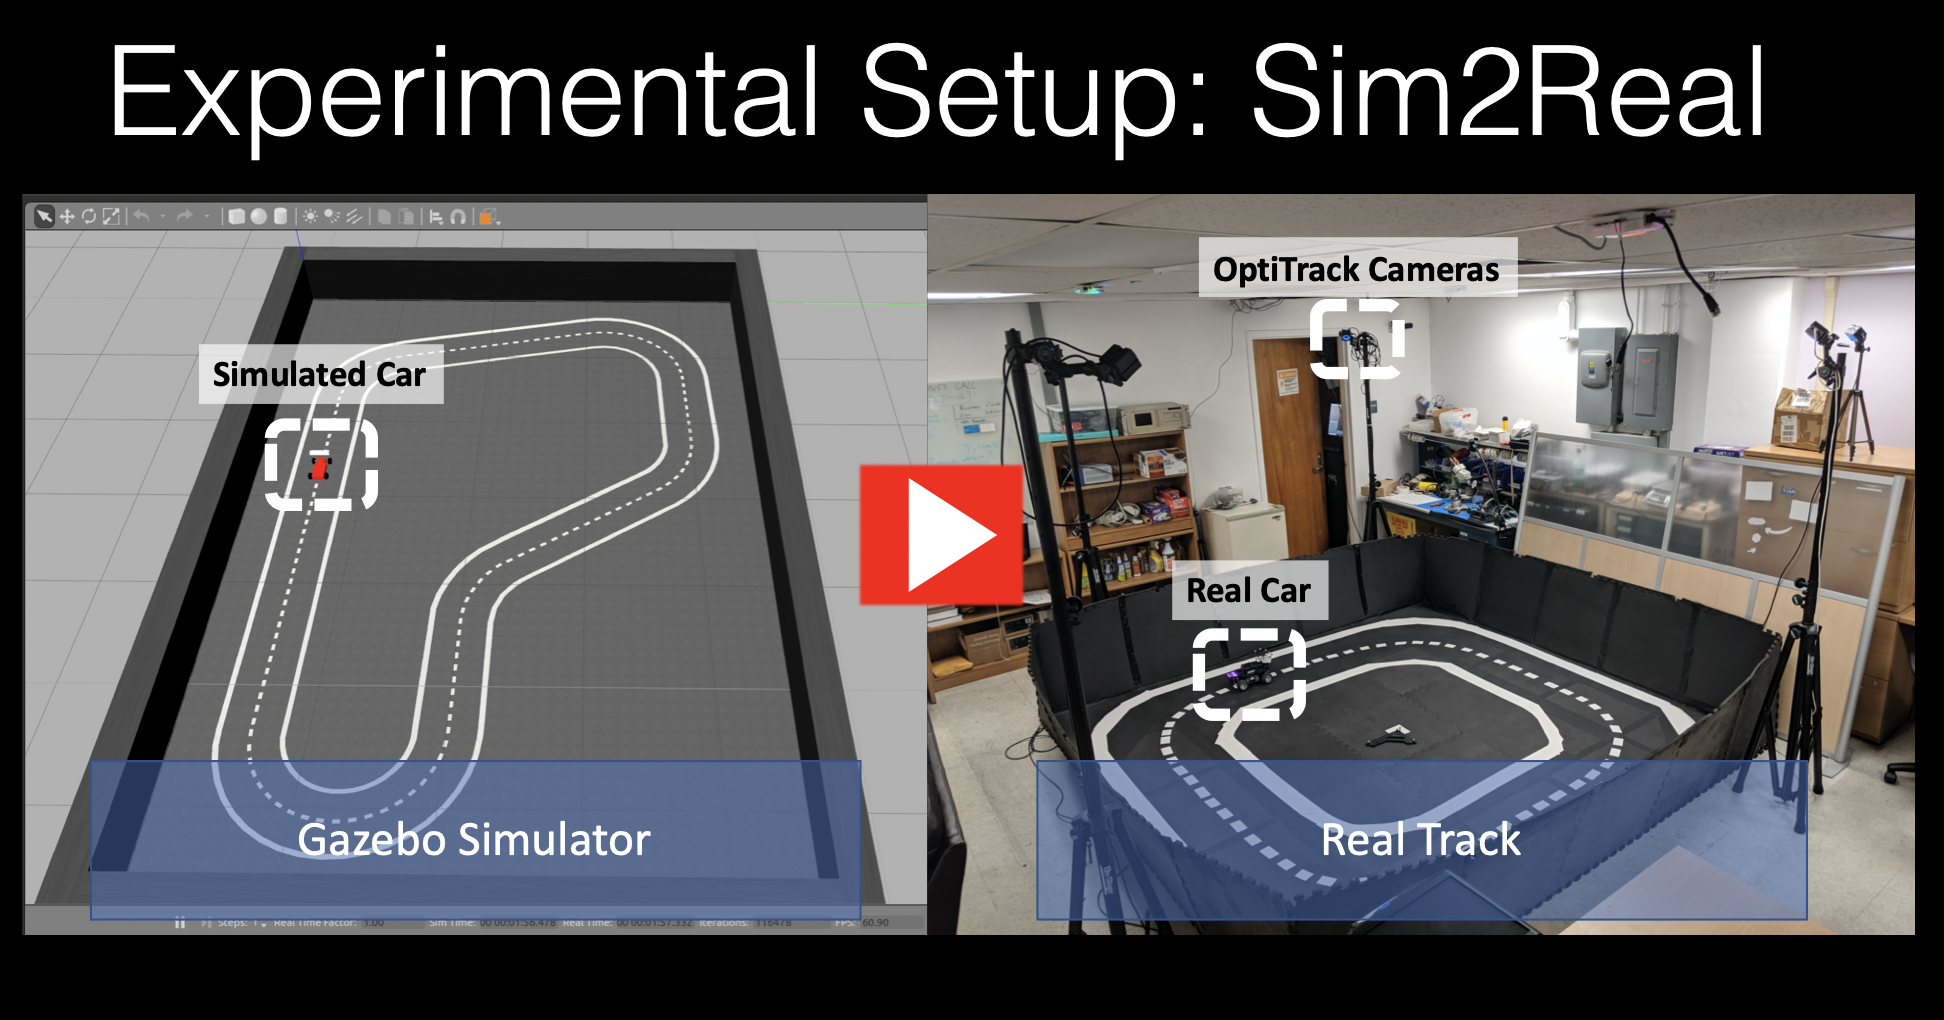 Experimental Setup: Sim2Real
Simulated Car
Gazebo Simulator
Steps: 1 Real Time Factor: 1.00 Sim Time: 00 00:01:56.478 Real Time: 00 00:01:57.332 Iterations: 116478 FPS: 60.90
OptiTrack Cameras
Real Car
Real Track